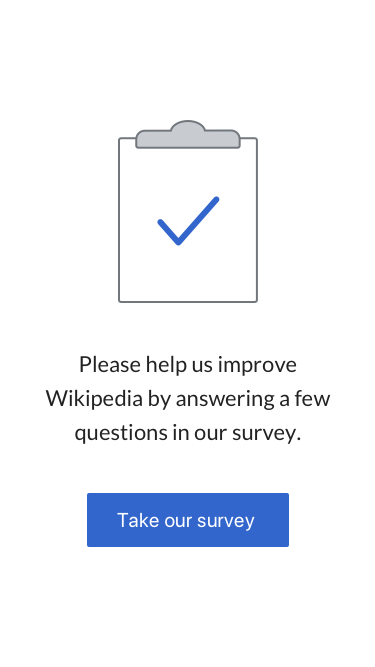 Please help us improve
Wikipedia by answering a few
questions in our survey.
Take our survey